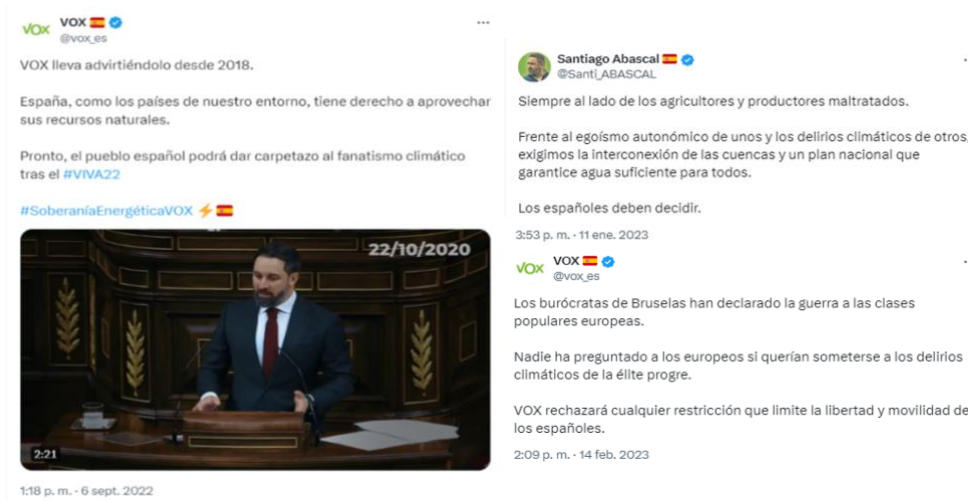 VOX
VOX
@vox_es
VOX lleva advirtiéndolo desde 2018.
España, como los países de nuestro entorno, tiene derecho a aprovechar
sus recursos naturales.
Pronto, el pueblo español podrá dar carpetazo al fanatismo climático
tras el #VIVA22
#SoberaníaEnergéticaVOX
22/10/2020
2:21
1:18 p. m. · 6 sept. 2022
Santiago Abascal
@Santi_ABASCAL
Siempre al lado de los agricultores y productores maltratados.
Frente al egoísmo autonómico de unos y los delirios climáticos de otros,
exigimos la interconexión de las cuencas y un plan nacional que
garantice agua suficiente para todos.
Los españoles deben decidir.
3:53 p. m. · 11 ene. 2023
VOX
VOX
@vox_es
Los burócratas de Bruselas han declarado la guerra a las clases
populares europeas.
Nadie ha preguntado a los europeos si querían someterse a los delirios
climáticos de la élite progre.
VOX rechazará cualquier restricción que limite la libertad y movilidad de
los españoles.
2:09 p. m. · 14 feb. 2023